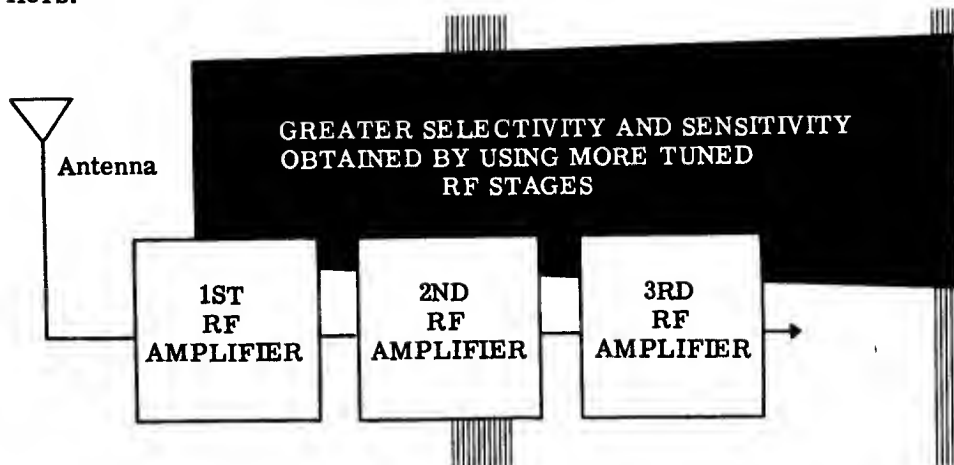 GREATER SELECTIVITY AND SENSITIVITY
OBTAINED BY USING MORE TUNED
RF STAGES
Antenna
1ST
RF
AMPLIFIER
2ND
RF
AMPLIFIER
3RD
RF
AMPLIFIER